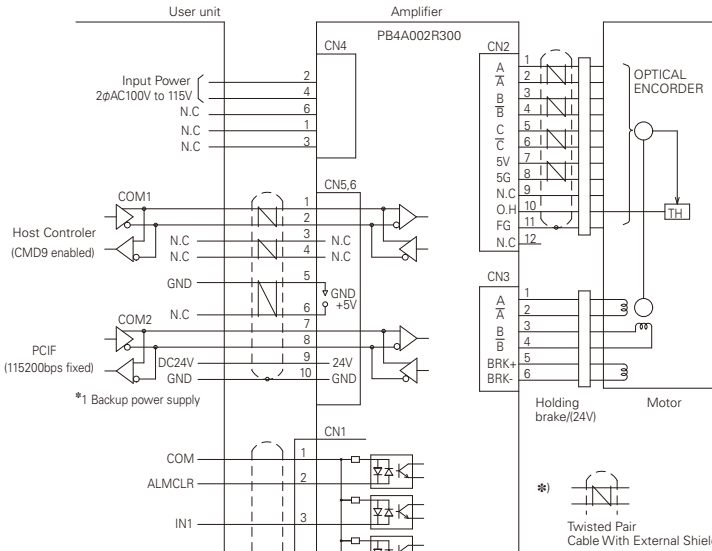 User unit
Amplifier
PB4A002R300
CN4
Input Power
2φAC100V to 115V
N.C
N.C
N.C
2
4
6
1
3
CN5,6
COM1
Host Controler
(CMD9 enabled)
N.C
N.C
GND
N.C
COM2
PCIF
(115200bps fixed)
DC24V
GND
*1 Backup power supply
1
2
3
4
5
6
7
8
9
10
N.C
N.C
GND
+5V
24V
GND
CN1
COM
ALMCLR
IN1
1
2
3
CN2
A 1
A 2
B 3
B 4
C 5
C 6
5V 7
5G 8
N.C 9
O.H 10
FG 11
N.C 12
OPTICAL
ENCORDER
TH
CN3
A 1
A 2
B 3
B 4
BRK+ 5
BRK- 6
Holding
brake/(24V)
Motor
*)
Twisted Pair
Cable With External Shield